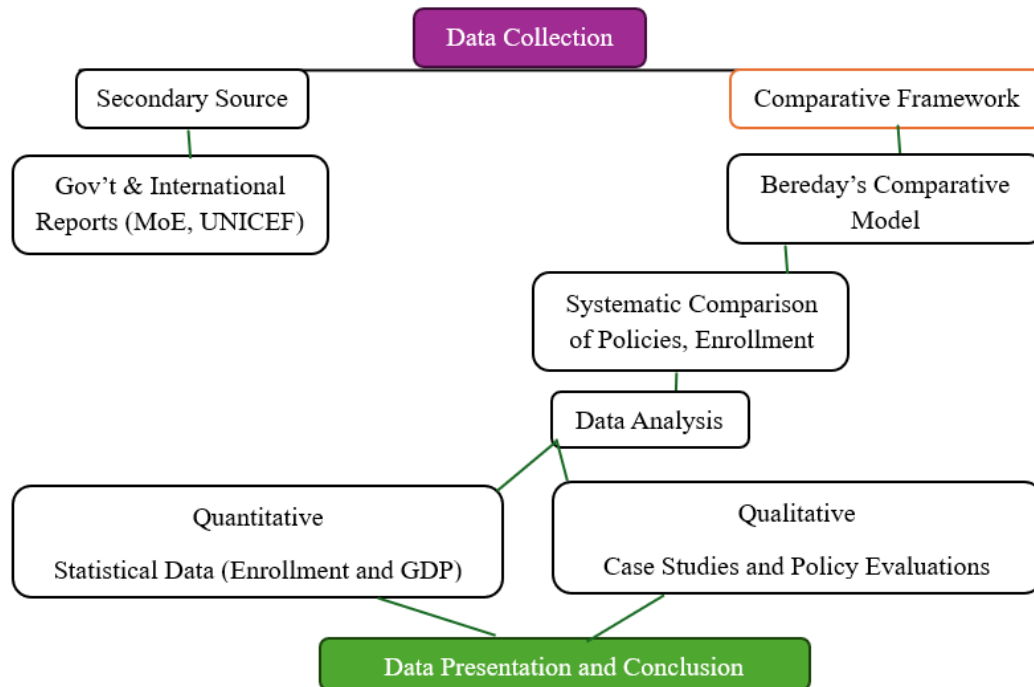 Data Collection
Secondary Source
Comparative Framework
Gov’t & International
Reports (MoE, UNICEF)
Bereday’s Comparative
Model
Systematic Comparison
of Policies, Enrollment
Data Analysis
Quantitative
Statistical Data (Enrollment and GDP)
Qualitative
Case Studies and Policy Evaluations
Data Presentation and Conclusion